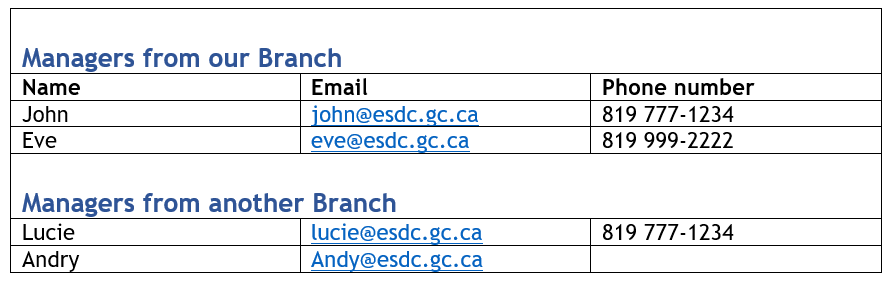 Managers from our Branch
Name Email Phone number
John john@esdc.gc.ca 819 777-1234
Eve eve@esdc.gc.ca 819 999-2222
Managers from another Branch
Lucie lucie@esdc.gc.ca 819 777-1234
Andry Andy@esdc.gc.ca